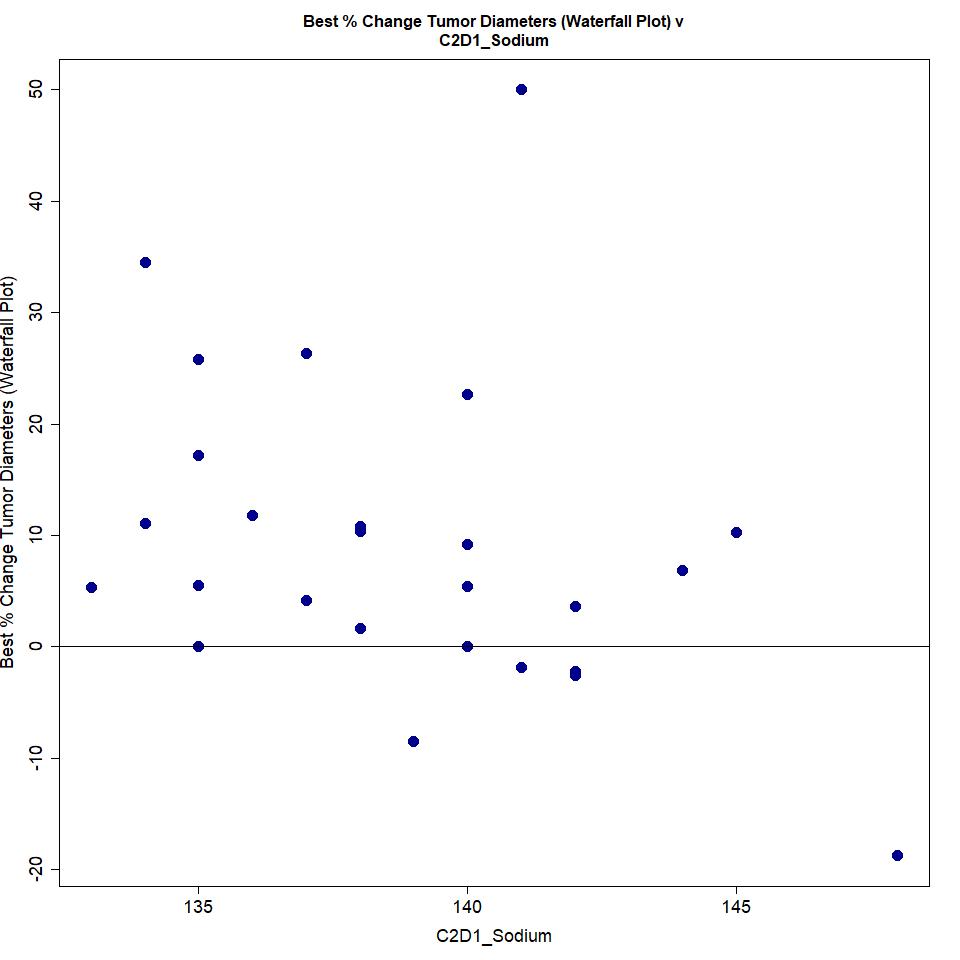 Best % Change Tumor Diameters (Waterfall Plot) v
C2D1_Sodium
Best % Change Tumor Diameters (Waterfall Plot)
50
40
30
20
10
0
-10
-20
135
140
145
C2D1_Sodium